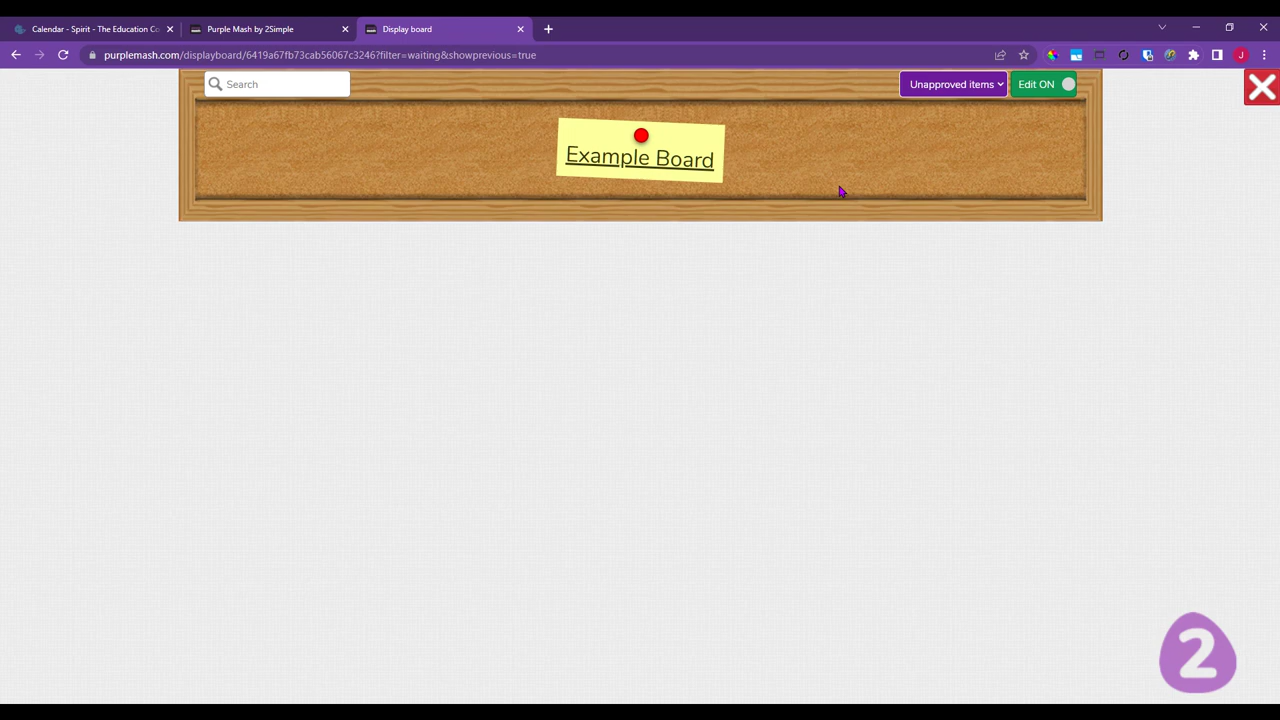 Calendar - Spirit - The Education Co
Purple Mash by 2Simple
Display board
purplemash.com/displayboard/6419a67fb73cab56067c3246?filter=waiting&showprevious=true
J
Search
Unapproved items
Edit ON
Example Board
2